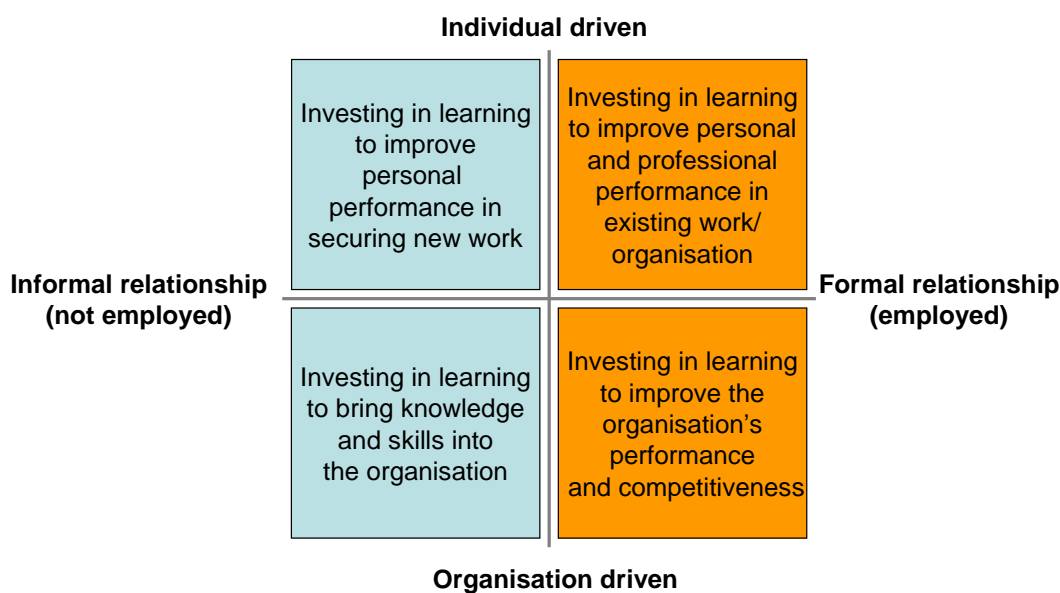 Individual driven
Investing in learning
to improve
personal
performance in
securing new work
Investing in learning
to improve personal
and professional
performance in
existing work/
organisation
Informal relationship
(not employed)
Formal relationship
(employed)
Investing in learning
to bring knowledge
and skills into
the organisation
Investing in learning
to improve the
organisation’s
performance
and competitiveness
Organisation driven